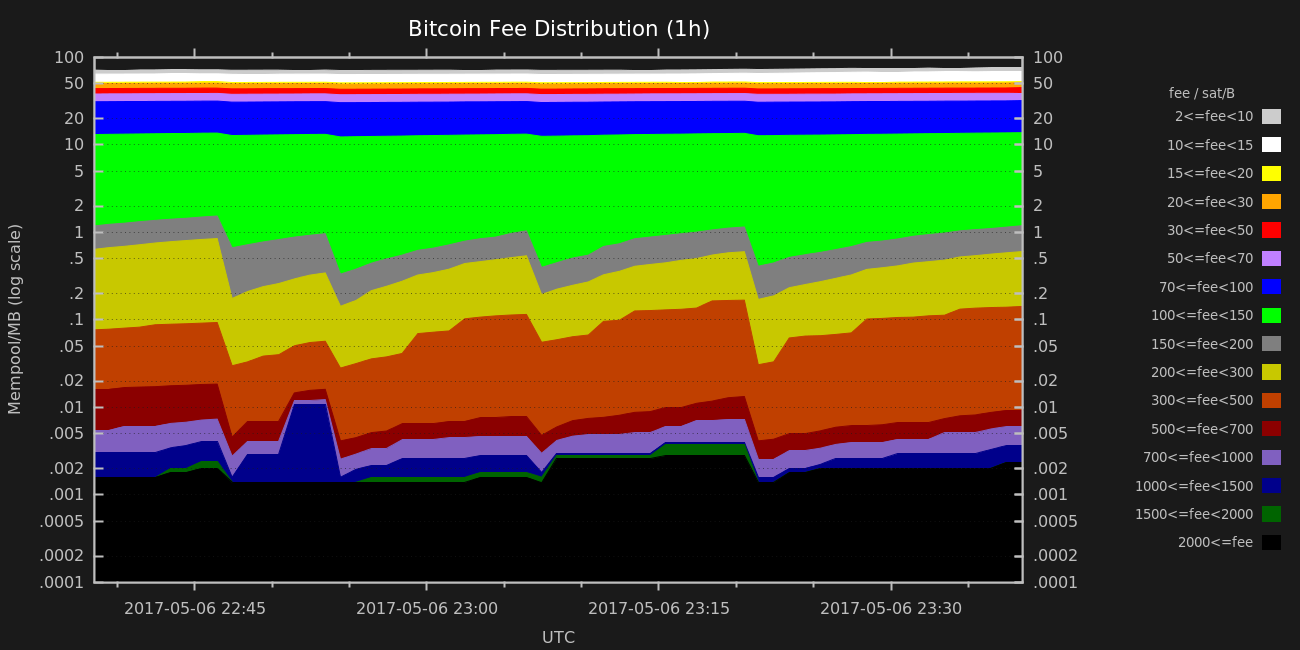 Bitcoin Fee Distribution (1h)
Mempool/MB (log scale)
100
50
20
10
5
2
1
.5
.2
.1
.05
.02
.01
.005
.002
.001
.0005
.0002
.0001
100
50
20
10
5
2
1
.5
.2
.1
.05
.02
.01
.005
.002
.001
.0005
.0002
.0001
2017-05-06 22:45
2017-05-06 23:00
2017-05-06 23:15
2017-05-06 23:30
UTC
fee / sat/B
2<=fee<10
10<=fee<15
15<=fee<20
20<=fee<30
30<=fee<50
50<=fee<70
70<=fee<100
100<=fee<150
150<=fee<200
200<=fee<300
300<=fee<500
500<=fee<700
700<=fee<1000
1000<=fee<1500
1500<=fee<2000
2000<=fee